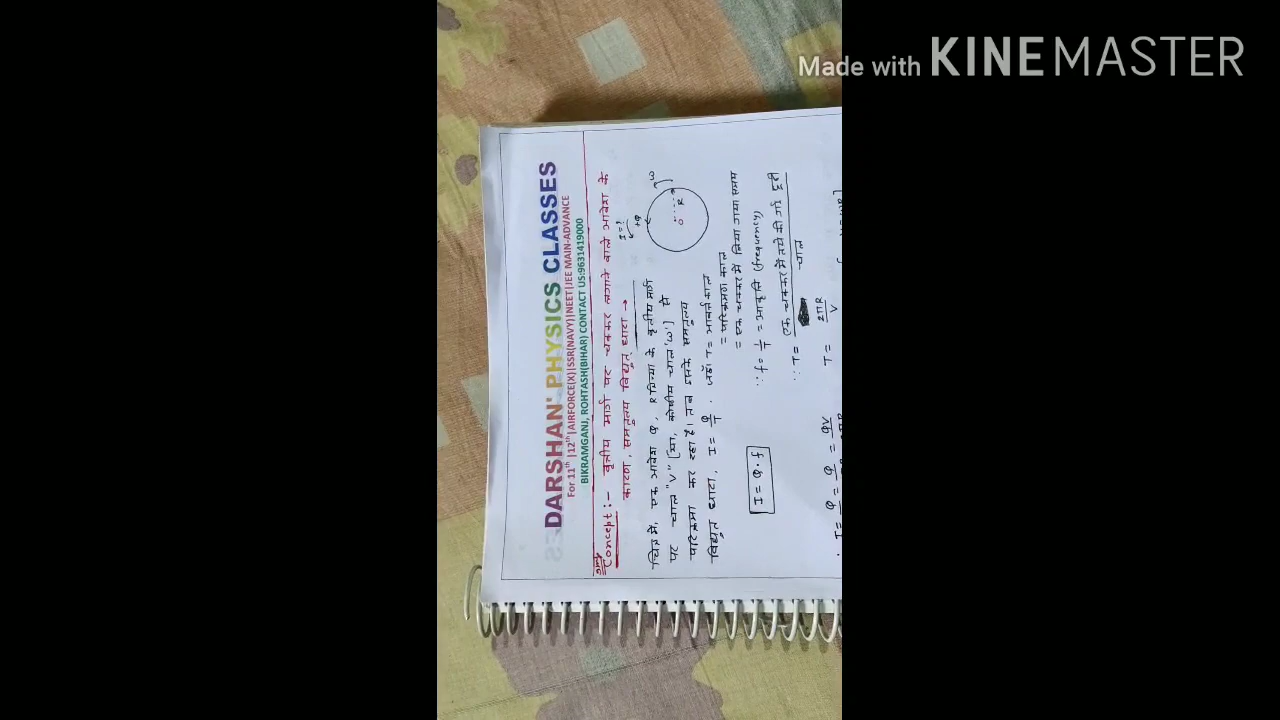 Made with KINEMASTER
DARSHAN' PHYSICS CLASSES
For 11th |12th |AIRFORCE(X)|SSR(NAVY)|NEET|JEE MAIN-ADVANCE
BIKRAMGANJ, ROHTASH(BIHAR) CONTACT US:9631419000
Concept:- वृत्तीय मार्ग पर चक्कर लगाने वाले आवेश के
कारण, समतुल्य विद्युत् धारा →
चित्र में, एक आवेश Q, R त्रिज्या के वृत्तीय मार्ग
पर चाल "V" [या, कोणीय चाल 'ω'] से
परिक्रमा कर रहा है। तब इसके समतुल्य
विद्युत धारा, I = Q/T . जहाँ T = आवर्तकाल
= परिक्रमण काल
= एक चक्कर में लिया गया समय
I = Q.f
∵ f = 1/T = आवृति (frequency)
∵ T = एक चक्कर में तय की गई दूरी / चाल
T = 2πR/V
I=?
+Q
ω
O
R